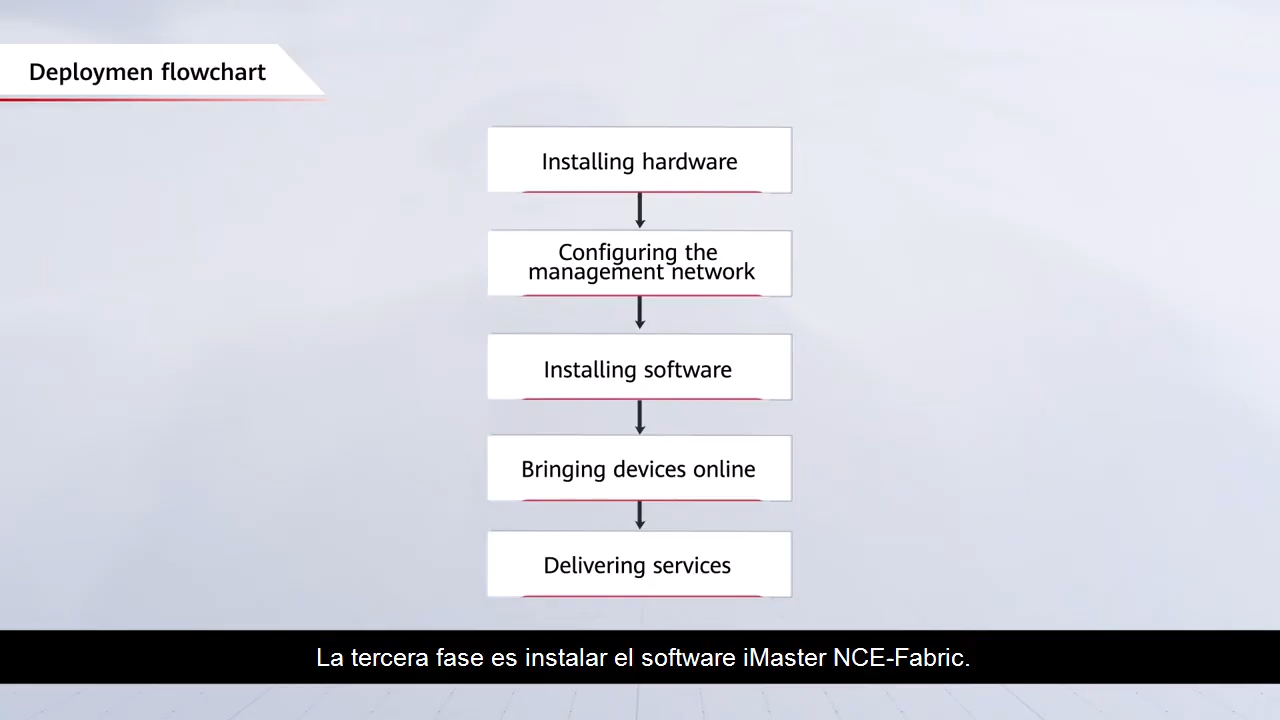 Deploymen flowchart
Installing hardware
Configuring the
management network
Installing software
Bringing devices online
Delivering services
La tercera fase es instalar el software iMaster NCE-Fabric.